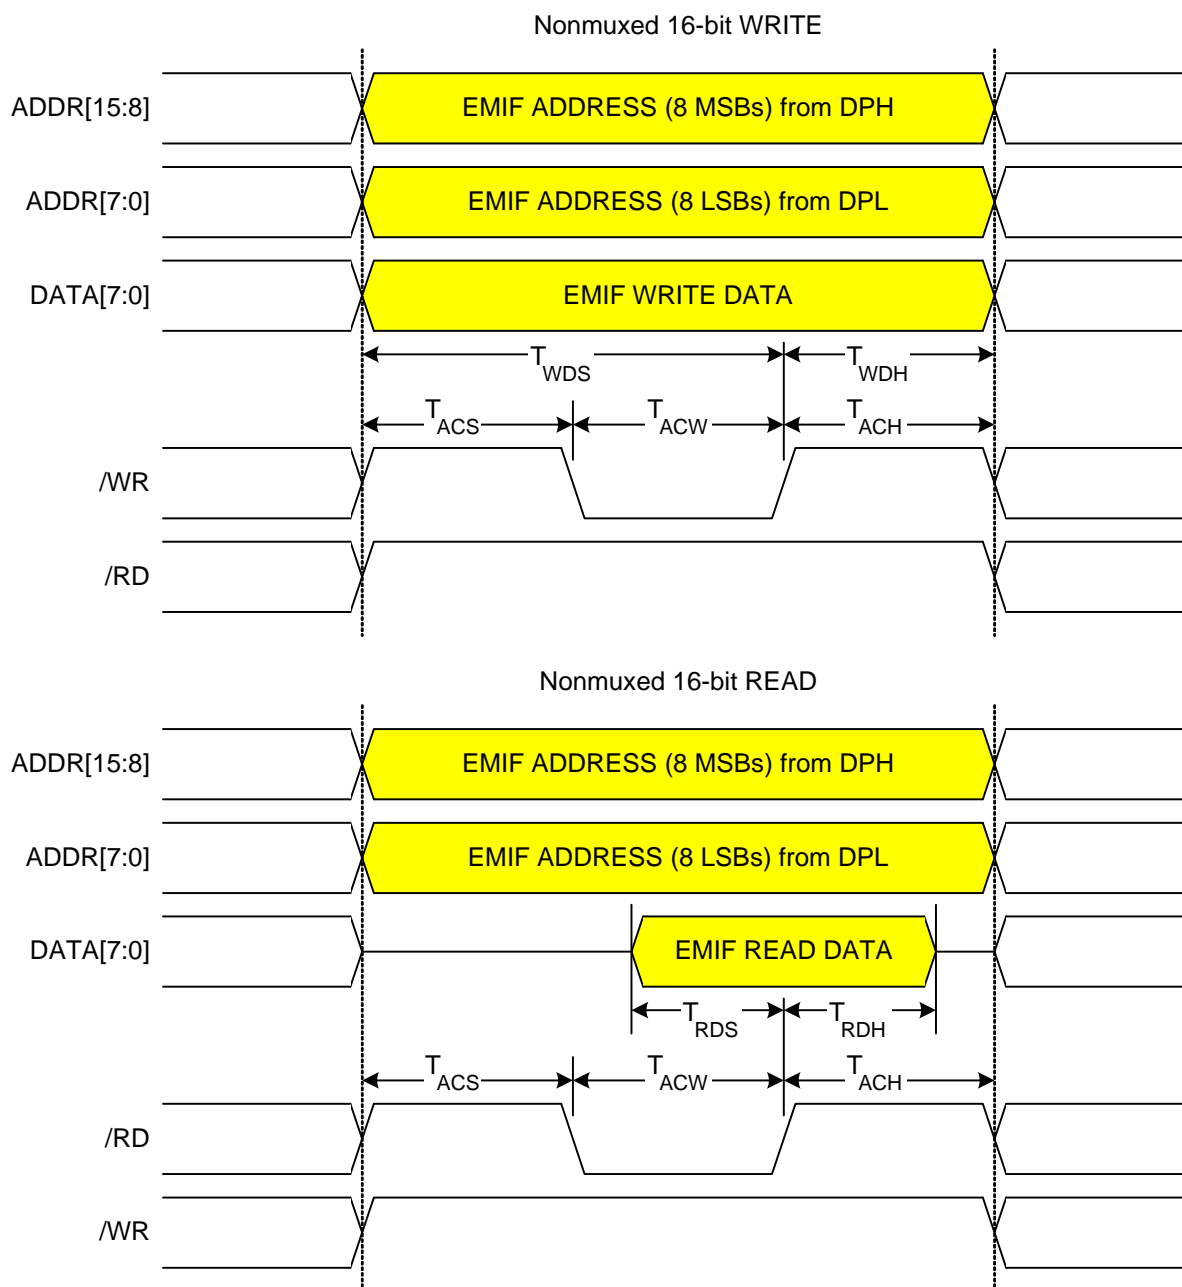 Nonmuxed 16-bit WRITE
ADDR[15:8]
EMIF ADDRESS (8 MSBs) from DPH
ADDR[7:0]
EMIF ADDRESS (8 LSBs) from DPL
DATA[7:0]
EMIF WRITE DATA
TWDS TWDH
TACS TACW TACH
/WR
/RD
Nonmuxed 16-bit READ
ADDR[15:8]
EMIF ADDRESS (8 MSBs) from DPH
ADDR[7:0]
EMIF ADDRESS (8 LSBs) from DPL
DATA[7:0]
EMIF READ DATA
TRDS TRDH
TACS TACW TACH
/RD
/WR